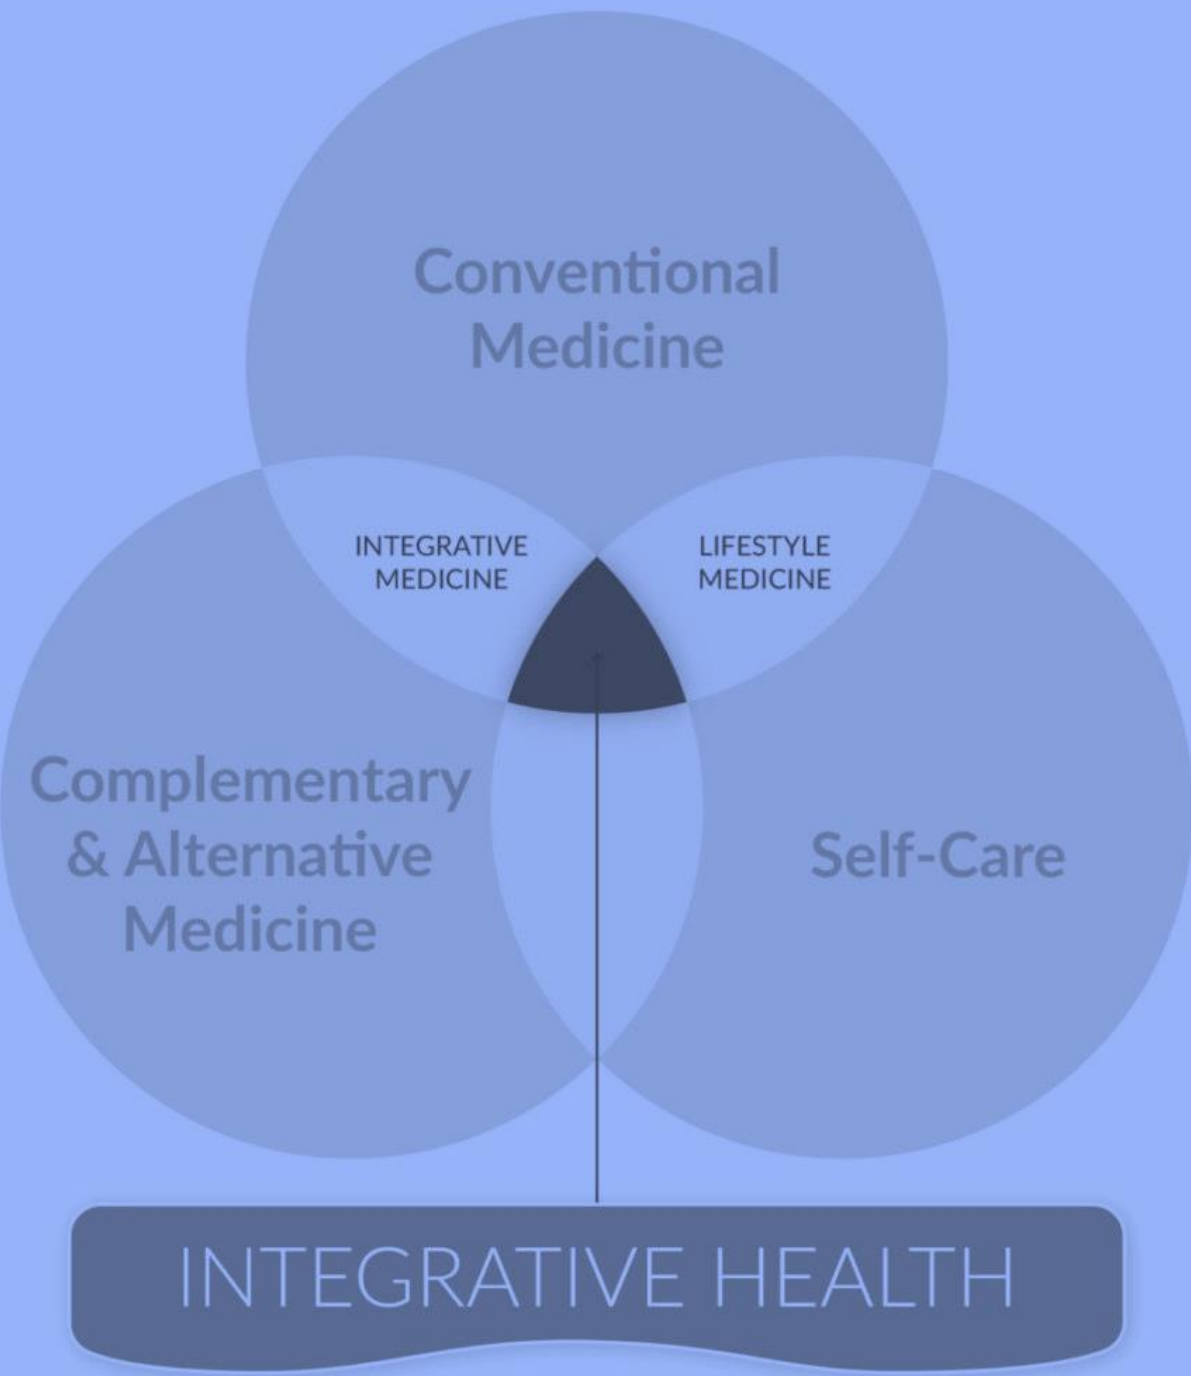 Conventional
Medicine
INTEGRATIVE
MEDICINE
LIFESTYLE
MEDICINE
Complementary
& Alternative
Medicine
Self-Care
INTEGRATIVE HEALTH